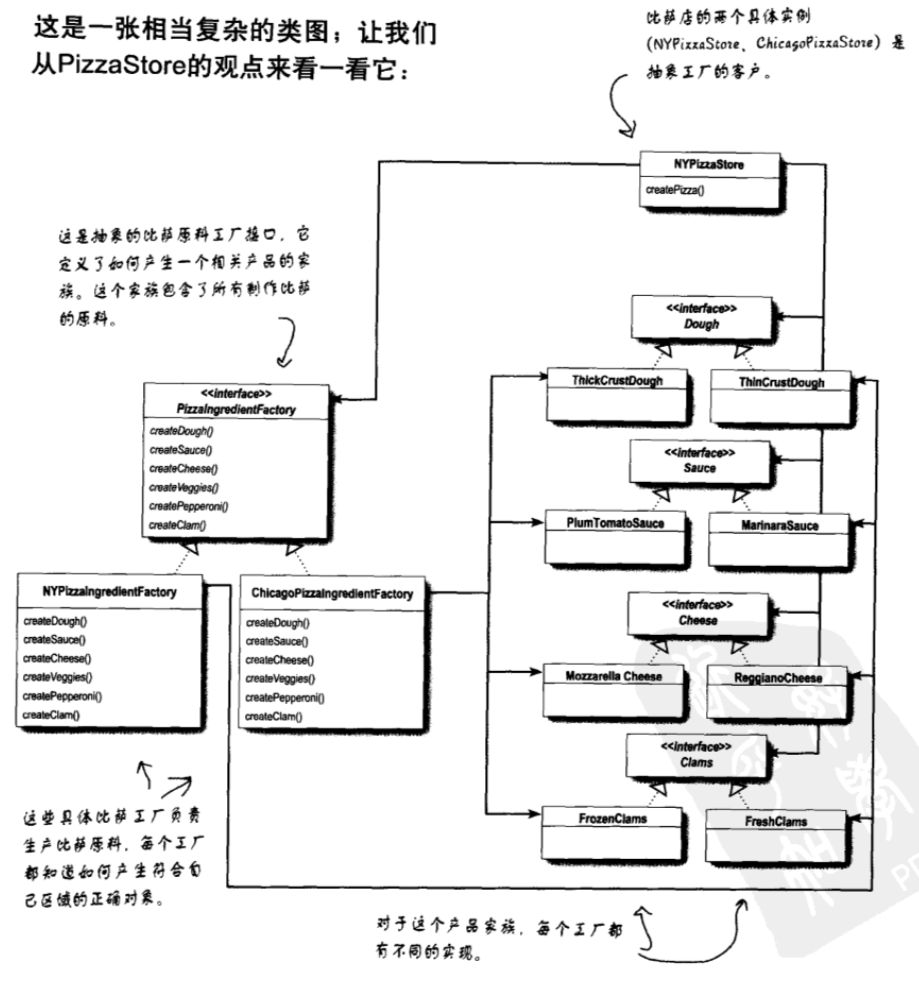 这是一张相当复杂的类图；让我们
从PizzaStore的观点来看一看它：
比萨店的两个具体实例
(NYPizzaStore、ChicagoPizzaStore) 是
抽象工厂的客户。
NYPizzaStore
createPizza()
这是抽象的比萨原料工厂接口，它
定义了如何产生一个相关产品的家
族。这个家族包含了所有制作比萨
的原料。
<<interface>>
PizzaIngredientFactory
createDough()
createSauce()
createCheese()
createVeggies()
createPepperoni()
createClam()
NYPizzaIngredientFactory
createDough()
createSauce()
createCheese()
createVeggies()
createPepperoni()
createClam()
ChicagoPizzaIngredientFactory
createDough()
createSauce()
createCheese()
createVeggies()
createPepperoni()
createClam()
<<interface>>
Dough
ThickCrustDough
ThinCrustDough
<<interface>>
Sauce
PlumTomatoSauce
MarinaraSauce
<<interface>>
Cheese
Mozzarella Cheese
ReggianoCheese
<<interface>>
Clams
FrozenClams
FreshClams
这些具体比萨工厂负责
生产比萨原料，每个工厂
都知道如何产生符合自
己区域的正确对象。
对于这个产品家族，每个工厂都
有不同的实现。